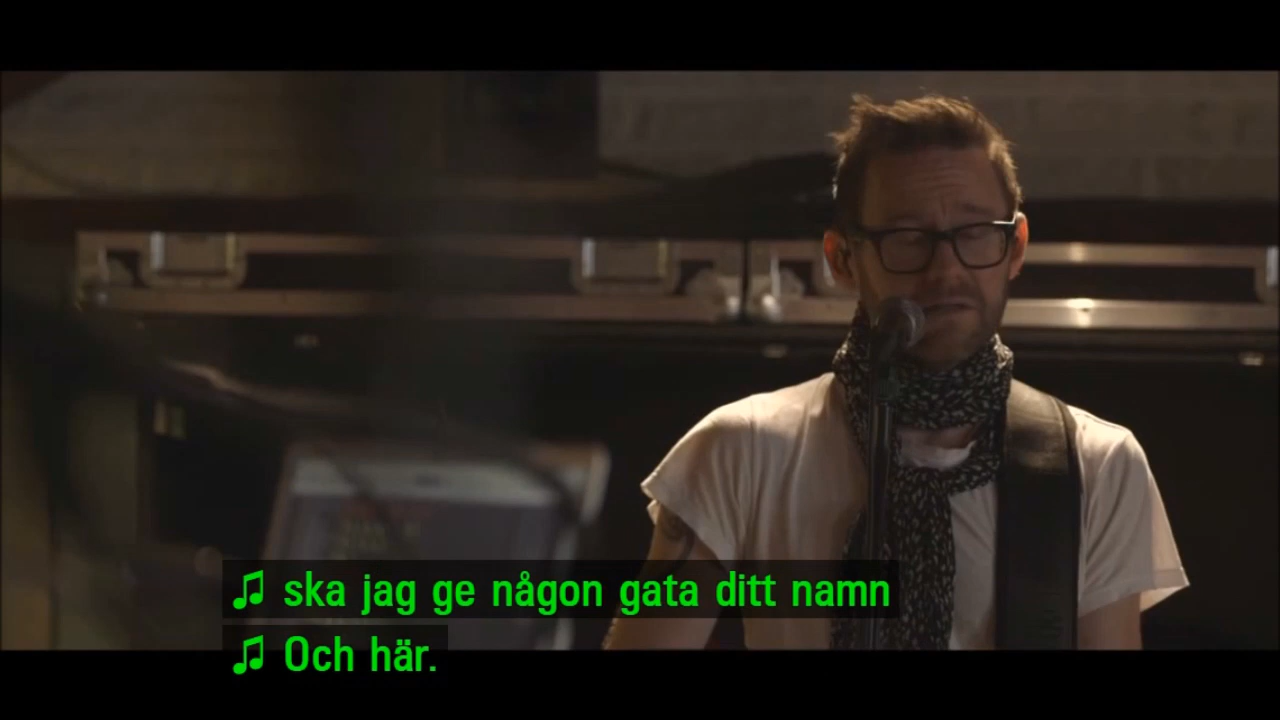 ♫ ska jag ge någon gata ditt namn
♫ Och här.